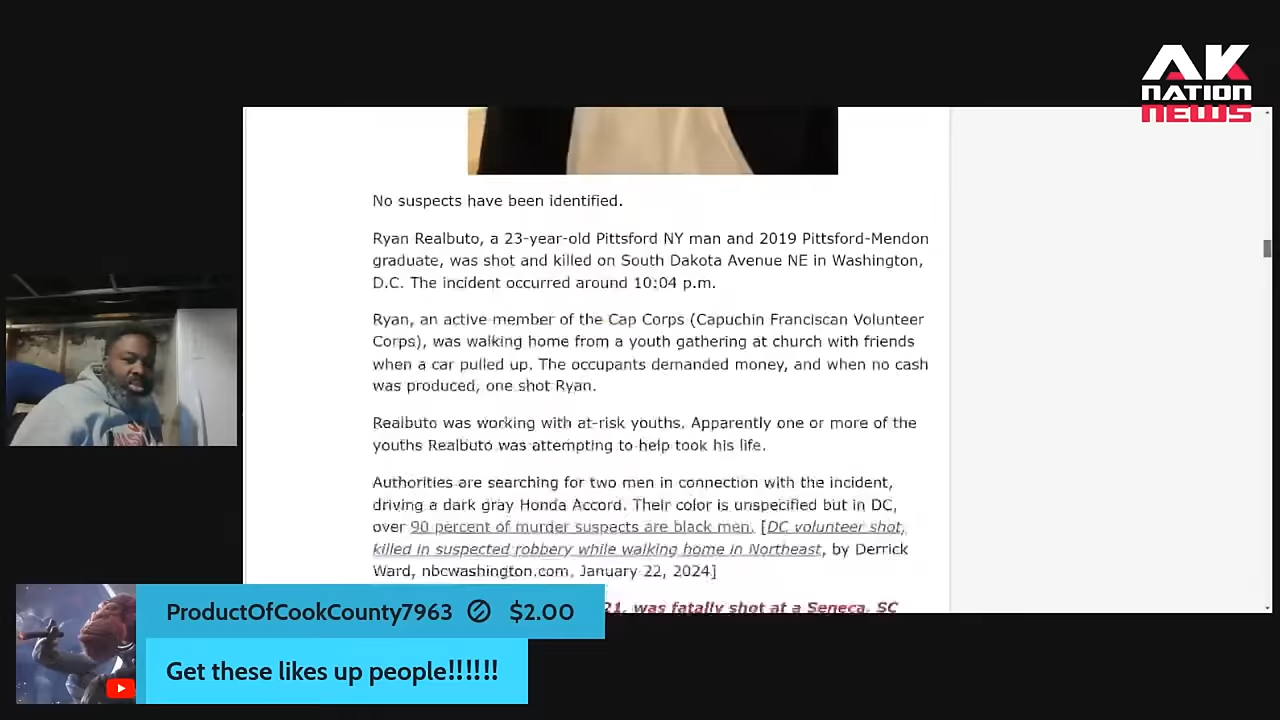 AK
NATION
NEWS
No suspects have been identified.
Ryan Realbuto, a 23-year-old Pittsford NY man and 2019 Pittsford-Mendon
graduate, was shot and killed on South Dakota Avenue NE in Washington,
D.C. The incident occurred around 10:04 p.m.
Ryan, an active member of the Cap Corps (Capuchin Franciscan Volunteer
Corps), was walking home from a youth gathering at church with friends
when a car pulled up. The occupants demanded money, and when no cash
was produced, one shot Ryan.
Realbuto was working with at-risk youths. Apparently one or more of the
youths Realbuto was attempting to help took his life.
Authorities are searching for two men in connection with the incident,
driving a dark gray Honda Accord. Their color is unspecified but in DC,
over 90 percent of murder suspects are black men. [DC volunteer shot,
killed in suspected robbery while walking home in Northeast, by Derrick
Ward, nbcwashington.com, January 22, 2024]
21, was fatally shot at a Seneca, SC
ProductOfCookCounty7963 $2.00
Get these likes up people!!!!!!